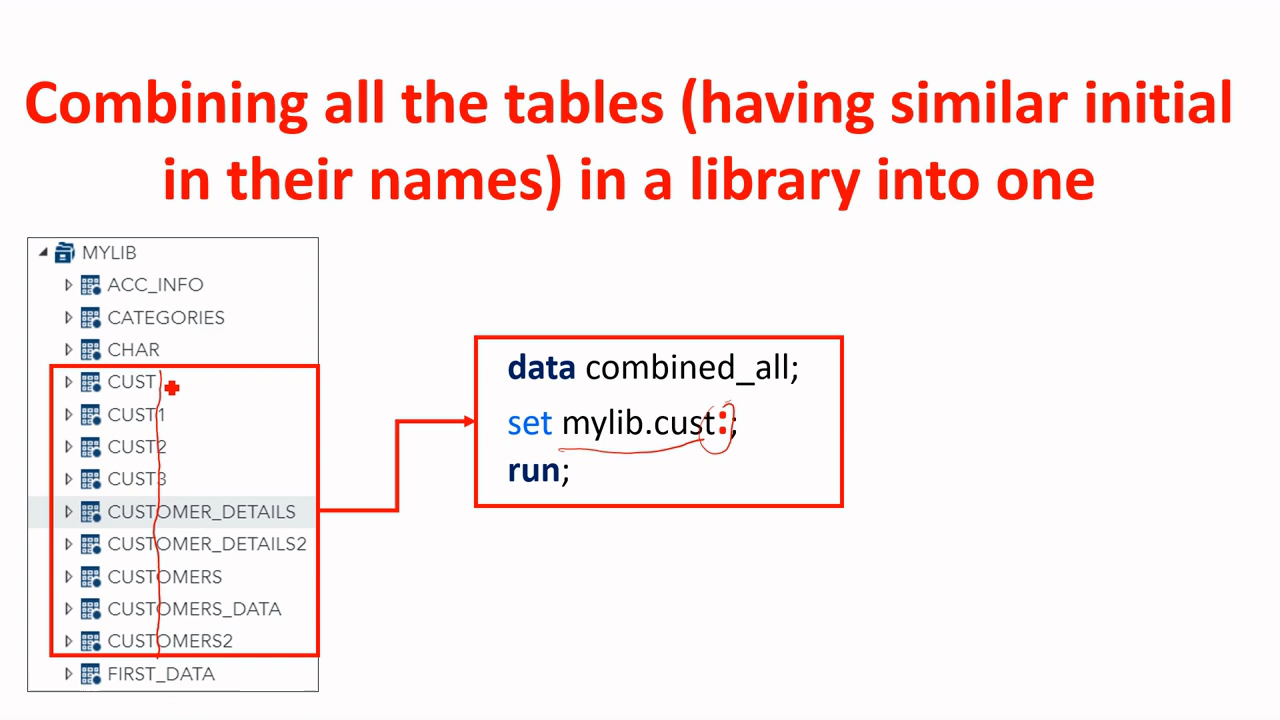 Combining all the tables (having similar initial
in their names) in a library into one
MYLIB
ACC_INFO
CATEGORIES
CHAR
CUST
CUST1
CUST2
CUST3
CUSTOMER_DETAILS
CUSTOMER_DETAILS2
CUSTOMERS
CUSTOMERS_DATA
CUSTOMERS2
FIRST_DATA
data combined_all;
set mylib.cust:;
run;